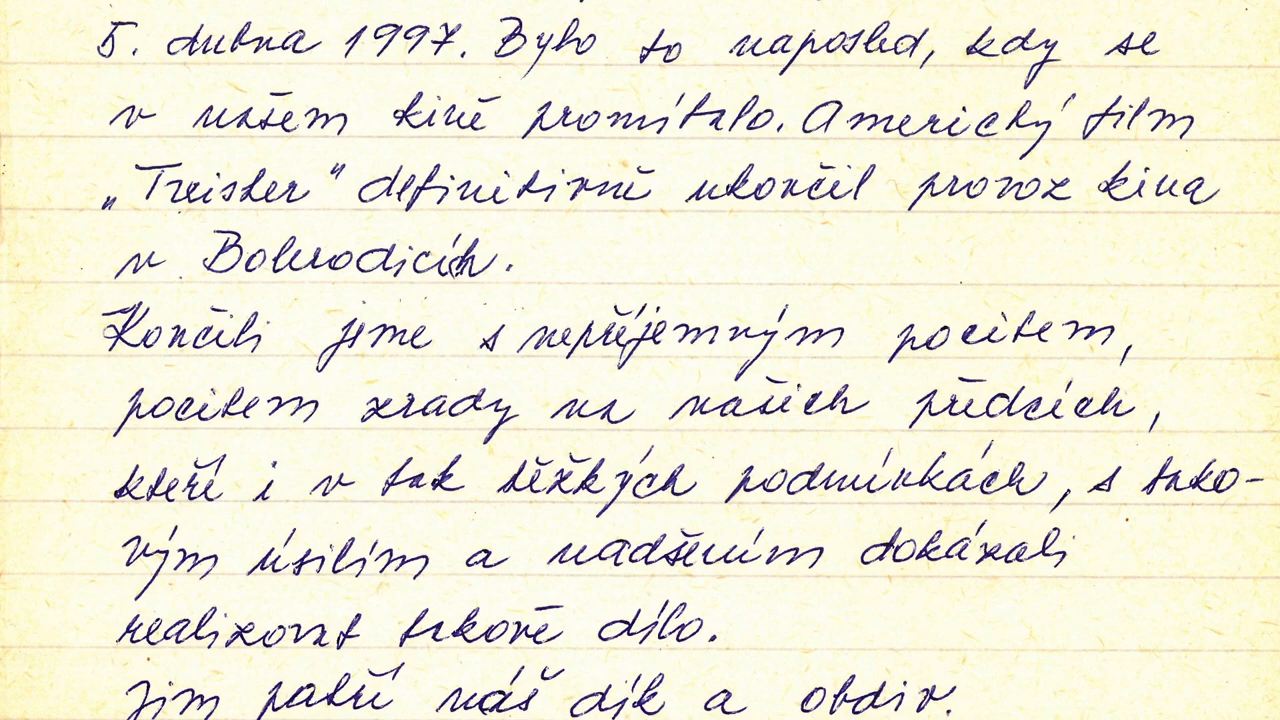 5. dubna 1997. Bylo to naposled, kdy se
v našem kině promítalo. Americký film
„Treister" definitivně ukončil provoz kina
v Bohrodicích.
Končili jsme s nepříjemným pocitem,
pocitem zrady na našich předcích,
kteří i v tak těžkých podmínkách, s tako-
vým úsilím a nadšením dokázali
realizovat takové dílo.
Jim patří náš dík a obdiv.